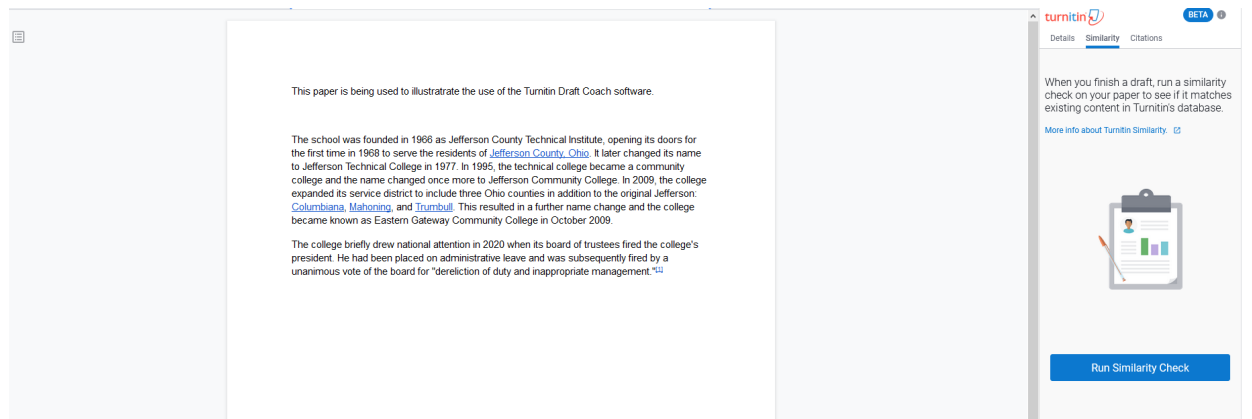 turnitin
BETA
Details Similarity Citations
This paper is being used to illustratrate the use of the Turnitin Draft Coach software.
The school was founded in 1966 as Jefferson County Technical Institute, opening its doors for
the first time in 1968 to serve the residents of Jefferson County, Ohio. It later changed its name
to Jefferson Technical College in 1977. In 1995, the technical college became a community
college and the name changed once more to Jefferson Community College. In 2009, the college
expanded its service district to include three Ohio counties in addition to the original Jefferson:
Columbiana, Mahoning, and Trumbull. This resulted in a further name change and the college
became known as Eastern Gateway Community College in October 2009.
The college briefly drew national attention in 2020 when its board of trustees fired the college's
president. He had been placed on administrative leave and was subsequently fired by a
unanimous vote of the board for "dereliction of duty and inappropriate management."[1]
When you finish a draft, run a similarity
check on your paper to see if it matches
existing content in Turnitin's database.
More info about Turnitin Similarity.
Run Similarity Check